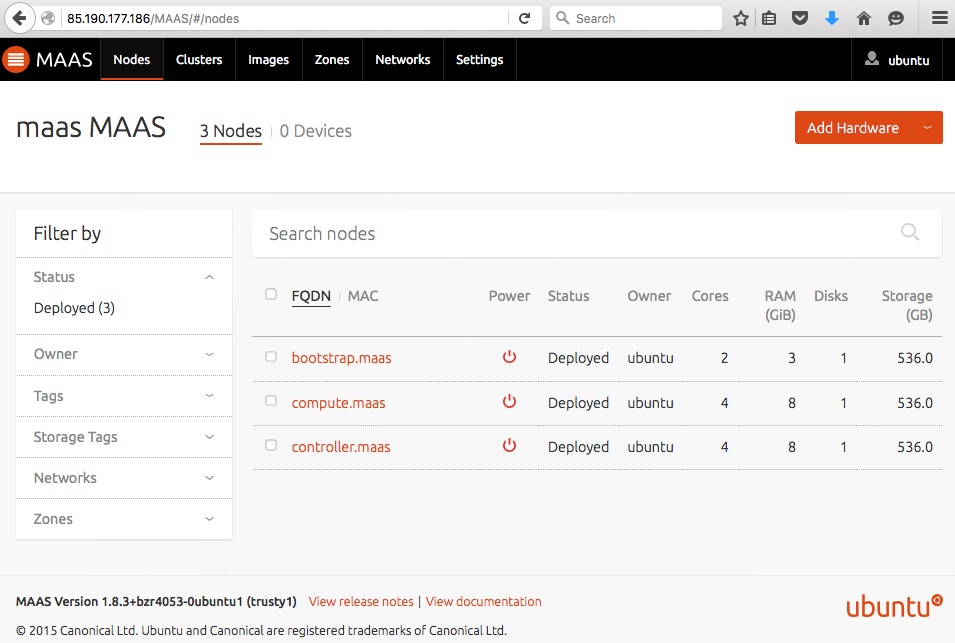 85.190.177.186/MAAS/#/nodes
Search
MAAS Nodes Clusters Images Zones Networks Settings ubuntu
maas MAAS 3 Nodes 0 Devices Add Hardware
Filter by
Status
Deployed (3)
Owner
Tags
Storage Tags
Networks
Zones
Search nodes
FQDN MAC Power Status Owner Cores RAM (GiB) Disks Storage (GB)
bootstrap.maas Deployed ubuntu 2 3 1 536.0
compute.maas Deployed ubuntu 4 8 1 536.0
controller.maas Deployed ubuntu 4 8 1 536.0
MAAS Version 1.8.3+bzr4053-0ubuntu1 (trusty1) View release notes | View documentation
© 2015 Canonical Ltd. Ubuntu and Canonical are registered trademarks of Canonical Ltd.
ubuntu